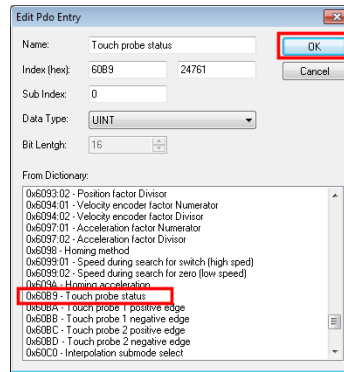 Edit Pdo Entry
Name: Touch probe status OK
Index (hex): 60B9 24761 Cancel
Sub Index: 0
Data Type: UINT
Bit Lentgh: 16
From Dictionary:
0x6093:02 - Position factor Divisor
0x6094:01 - Velocity encoder factor Numerator
0x6094:02 - Velocity encoder factor Divisor
0x6097:01 - Acceleration factor Numerator
0x6097:02 - Acceleration factor Divisor
0x6098 - Homing method
0x6099:01 - Speed during search for switch (high sped)
0x6099:02 - Speed during search for zero (low speed)
0x609A - Homing acceleration
0x60B9 - Touch probe status
0x60BA - Touch probe 1 positive edge
0x60BB - Touch probe 1 negative edge
0x60BC - Touch probe 2 positive edge
0x60BD - Touch probe 2 negative edge
0x60C0 - Interpolation submode select